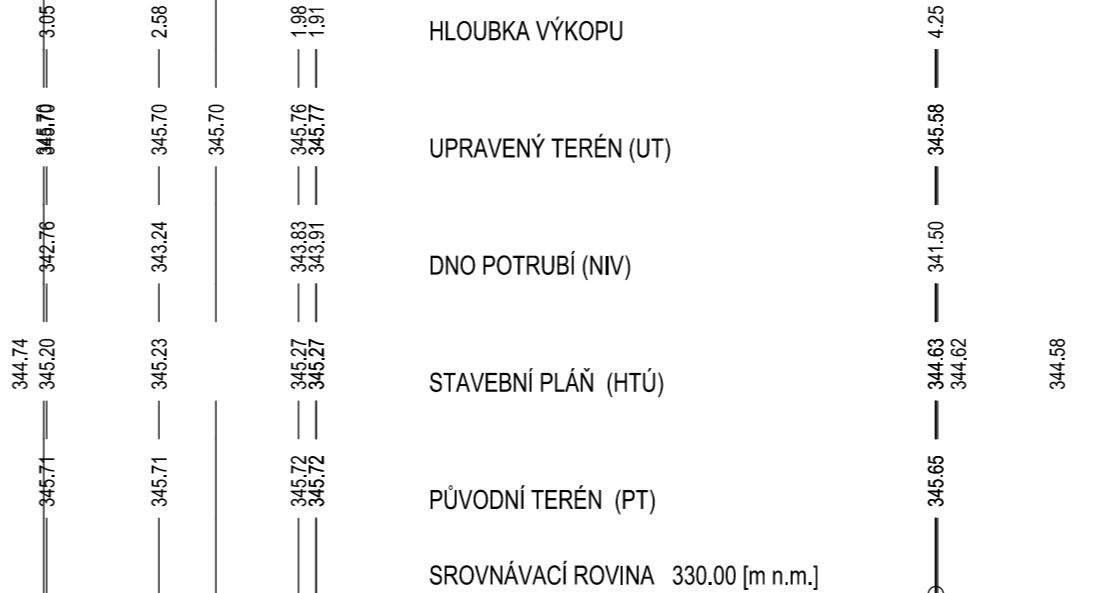 3.05 2.58 1.98 1.91 HLOUBKA VÝKOPU 4.25
345.70 345.70 345.70 345.76 345.77 UPRAVENÝ TERÉN (UT) 345.58
342.76 343.24 343.83 343.91 DNO POTRUBÍ (NIV) 341.50
344.74 345.20 345.23 345.27 345.27 STAVEBNÍ PLÁŇ (HTÚ) 344.63 344.62 344.58
345.71 345.71 345.72 345.72 PŮVODNÍ TERÉN (PT) 345.65
SROVNÁVACÍ ROVINA 330.00 [m n.m.]